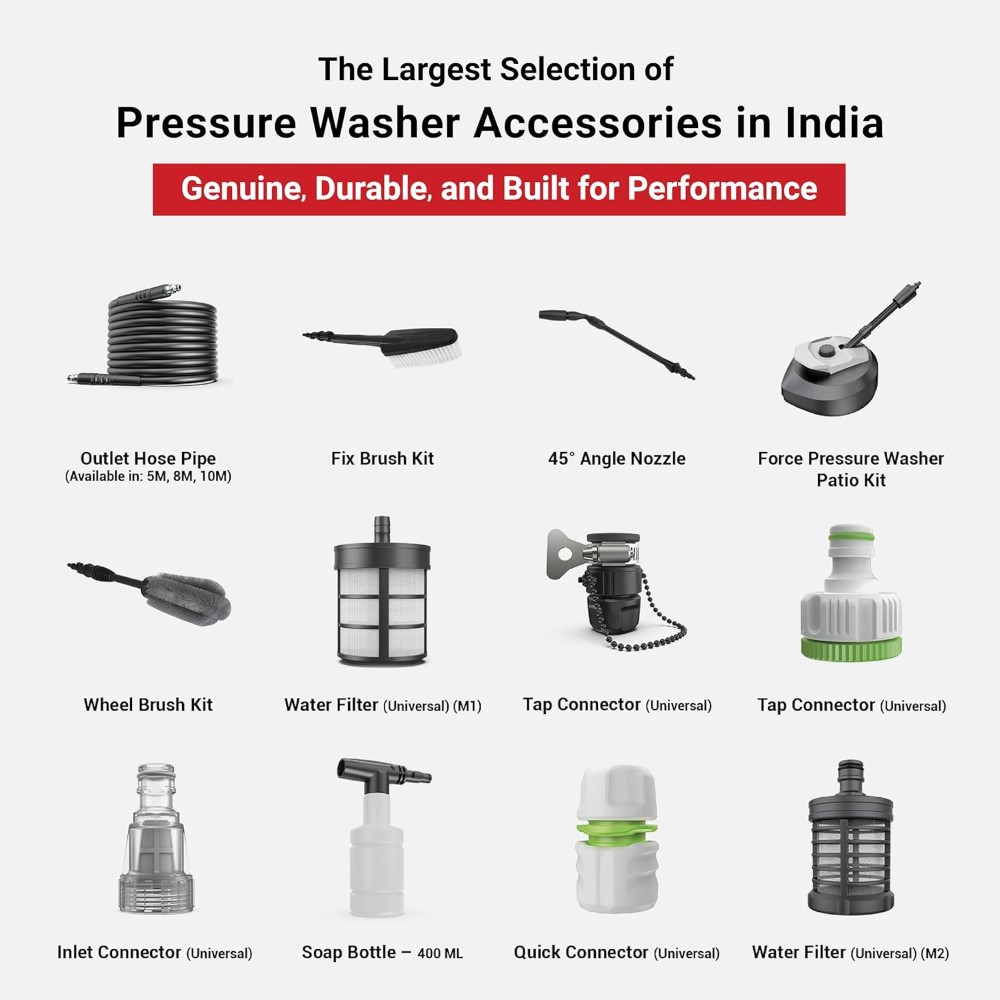 The Largest Selection of
Pressure Washer Accessories in India
Genuine, Durable, and Built for Performance
Outlet Hose Pipe
(Available in: 5M, 8M, 10M)
Fix Brush Kit
45° Angle Nozzle
Force Pressure Washer
Patio Kit
Wheel Brush Kit
Water Filter (Universal) (M1)
Tap Connector (Universal)
Tap Connector (Universal)
Inlet Connector (Universal)
Soap Bottle – 400 ML
Quick Connector (Universal)
Water Filter (Universal) (M2)